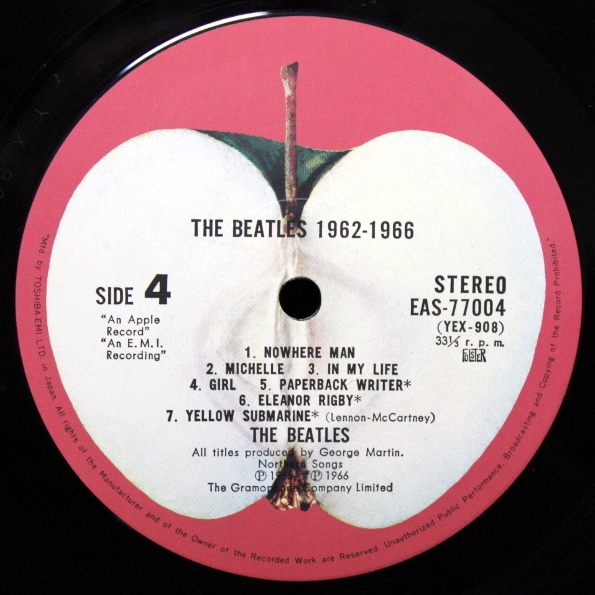 THE BEATLES 1962-1966
SIDE 4
"An Apple
Record"
"An E.M.I.
Recording"
STEREO
EAS-77004
(YEX-908)
33⅓ r. p. m.
1. NOWHERE MAN
2. MICHELLE 3. IN MY LIFE
4. GIRL 5. PAPERBACK WRITER*
6. ELEANOR RIGBY*
7. YELLOW SUBMARINE* (Lennon-McCartney)
THE BEATLES
All titles produced by George Martin.
Northern Songs
Ⓟ *Ⓟ 1966
The Gramophone Company Limited
"Mfd. by TOSHIBA EMI LTD. in Japan. All rights of the Manufacturer and of the Owner of the Recorded Work are Reserved. Unauthorized Public Performance, Broadcasting and Copying of the Record Prohibited."